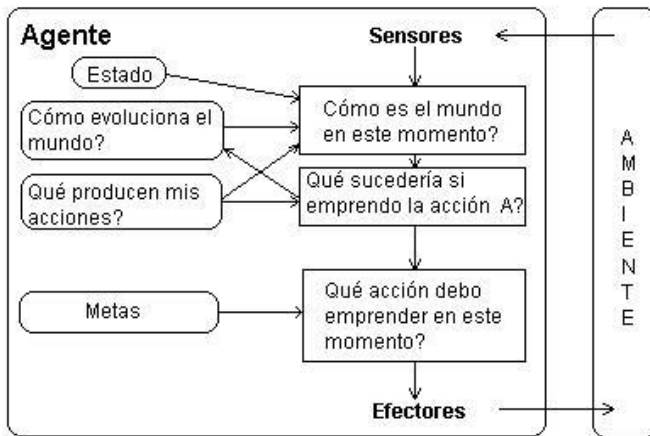 Agente
Sensores
Estado
Cómo es el mundo
en este momento?
Cómo evoluciona el
mundo?
Qué sucedería si
emprendo la acción A?
Qué producen mis
acciones?
Qué acción debo
emprender en este
momento?
Metas
Efectores
AMBIENTE